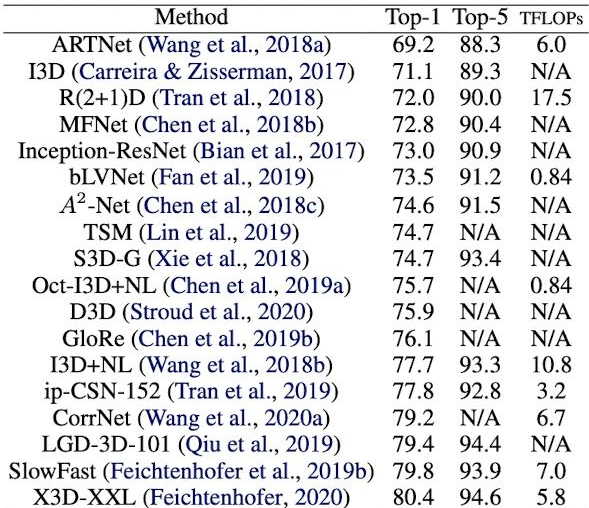 Method Top-1 Top-5 TFLOPs
ARTNet (Wang et al., 2018a) 69.2 88.3 6.0
I3D (Carreira & Zisserman, 2017) 71.1 89.3 N/A
R(2+1)D (Tran et al., 2018) 72.0 90.0 17.5
MFNet (Chen et al., 2018b) 72.8 90.4 N/A
Inception-ResNet (Bian et al., 2017) 73.0 90.9 N/A
bLVNet (Fan et al., 2019) 73.5 91.2 0.84
A²-Net (Chen et al., 2018c) 74.6 91.5 N/A
TSM (Lin et al., 2019) 74.7 N/A N/A
S3D-G (Xie et al., 2018) 74.7 93.4 N/A
Oct-I3D+NL (Chen et al., 2019a) 75.7 N/A 0.84
D3D (Stroud et al., 2020) 75.9 N/A N/A
GloRe (Chen et al., 2019b) 76.1 N/A N/A
I3D+NL (Wang et al., 2018b) 77.7 93.3 10.8
ip-CSN-152 (Tran et al., 2019) 77.8 92.8 3.2
CorrNet (Wang et al., 2020a) 79.2 N/A 6.7
LGD-3D-101 (Qiu et al., 2019) 79.4 94.4 N/A
SlowFast (Feichtenhofer et al., 2019b) 79.8 93.9 7.0
X3D-XXL (Feichtenhofer, 2020) 80.4 94.6 5.8